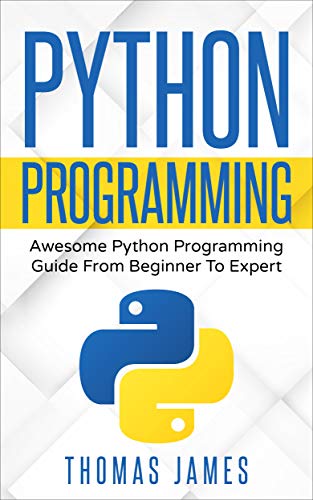 PYTHON
PROGRAMMING
Awesome Python Programming
Guide From Beginner To Expert
THOMAS JAMES